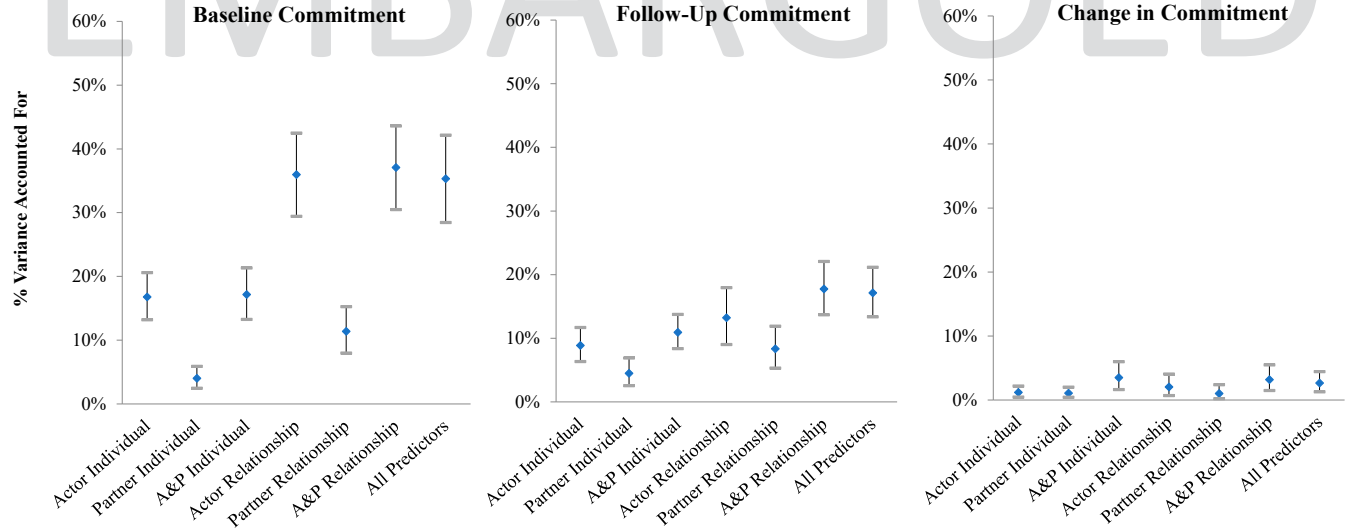 EMBARGOED
Baseline Commitment
Follow-Up Commitment
Change in Commitment
% Variance Accounted For
60%
50%
40%
30%
20%
10%
0%
Actor Individual
Partner Individual
A&P Individual
Actor Relationship
Partner Relationship
A&P Relationship
All Predictors
60%
50%
40%
30%
20%
10%
0%
Actor Individual
Partner Individual
A&P Individual
Actor Relationship
Partner Relationship
A&P Relationship
All Predictors
60%
50%
40%
30%
20%
10%
0%
Actor Individual
Partner Individual
A&P Individual
Actor Relationship
Partner Relationship
A&P Relationship
All Predictors